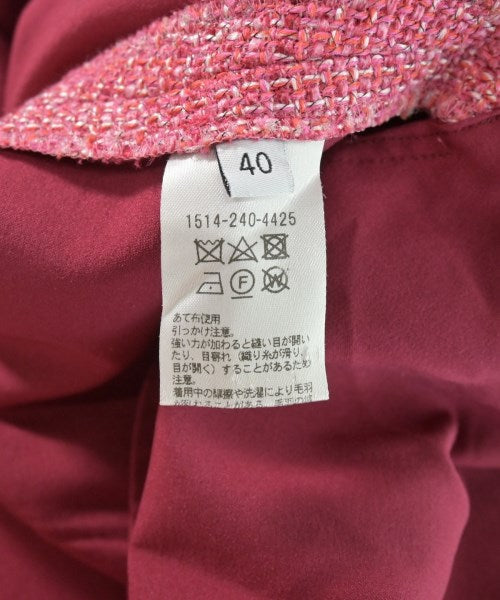 40
1514-240-4425
F
W
あて布使用
引っかけ注意。
強い力が加わると縫い目が開い
たり、目寄れ（織り糸が滑り、
目が開く）することがあるため
注意。
着用中の摩擦や洗濯により毛羽